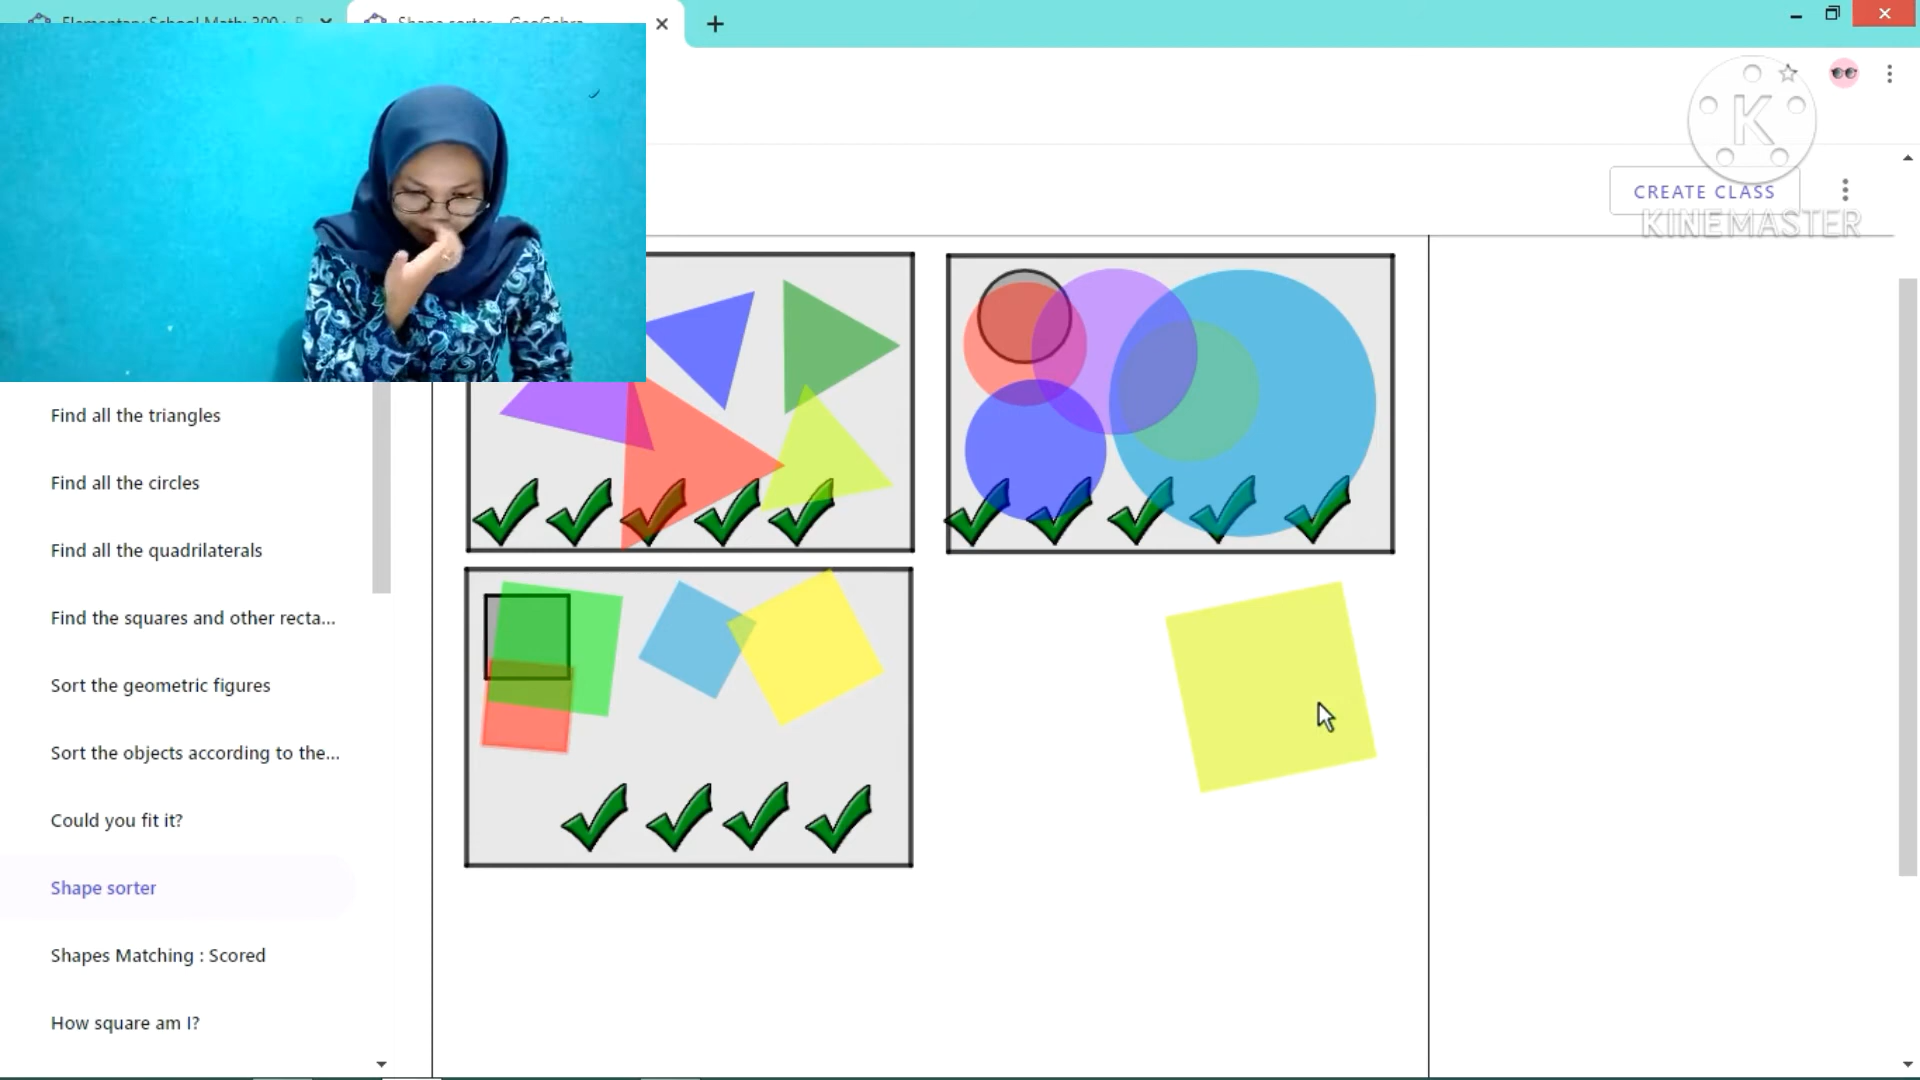 CREATE CLASS
K
KINEMASTER
Find all the triangles
Find all the circles
Find all the quadrilaterals
Find the squares and other recta...
Sort the geometric figures
Sort the objects according to the...
Could you fit it?
Shape sorter
Shapes Matching : Scored
How square am I?